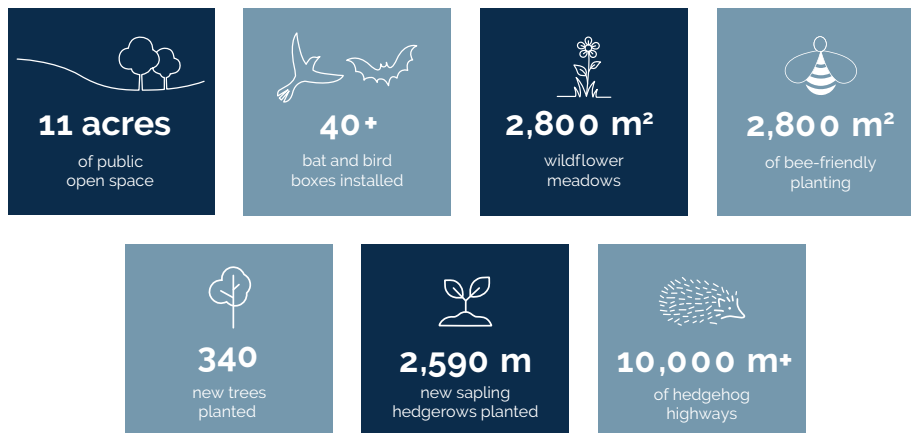 11 acres
of public
open space
40+
bat and bird
boxes installed
2,800 m²
wildflower
meadows
2,800 m²
of bee-friendly
planting
340
new trees
planted
2,590 m
new sapling
hedgerows planted
10,000 m+
of hedgehog
highways